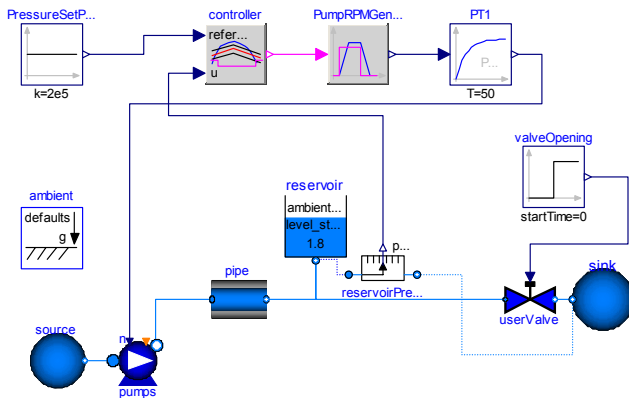 PressureSetP...
controller
PumpRPMGen...
PT1
refer...
u
P...
k=2e5
T=50
valveOpening
startTime=0
ambient
defaults
g
reservoir
ambient...
level_st...
1.8
p...
reservoirPre...
pipe
sink
userValve
source
n
pumps